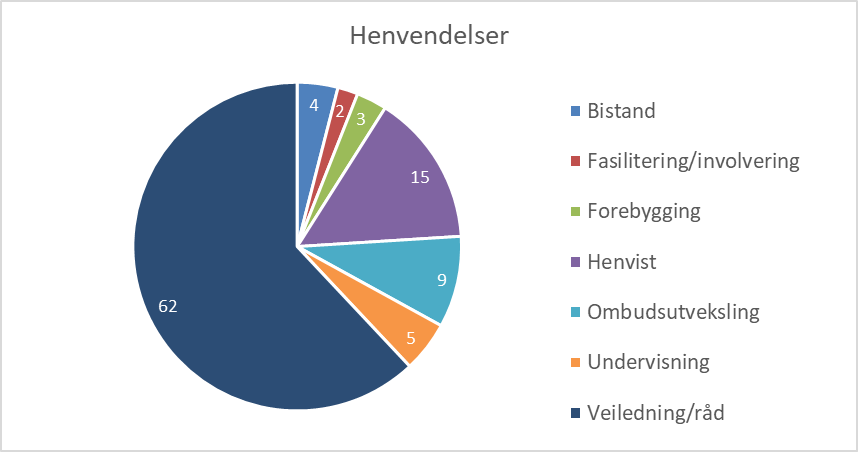 Henvendelser
4
2
3
15
9
5
62
Bistand
Fasilitering/involvering
Forebygging
Henvist
Ombudsutveksling
Undervisning
Veiledning/råd